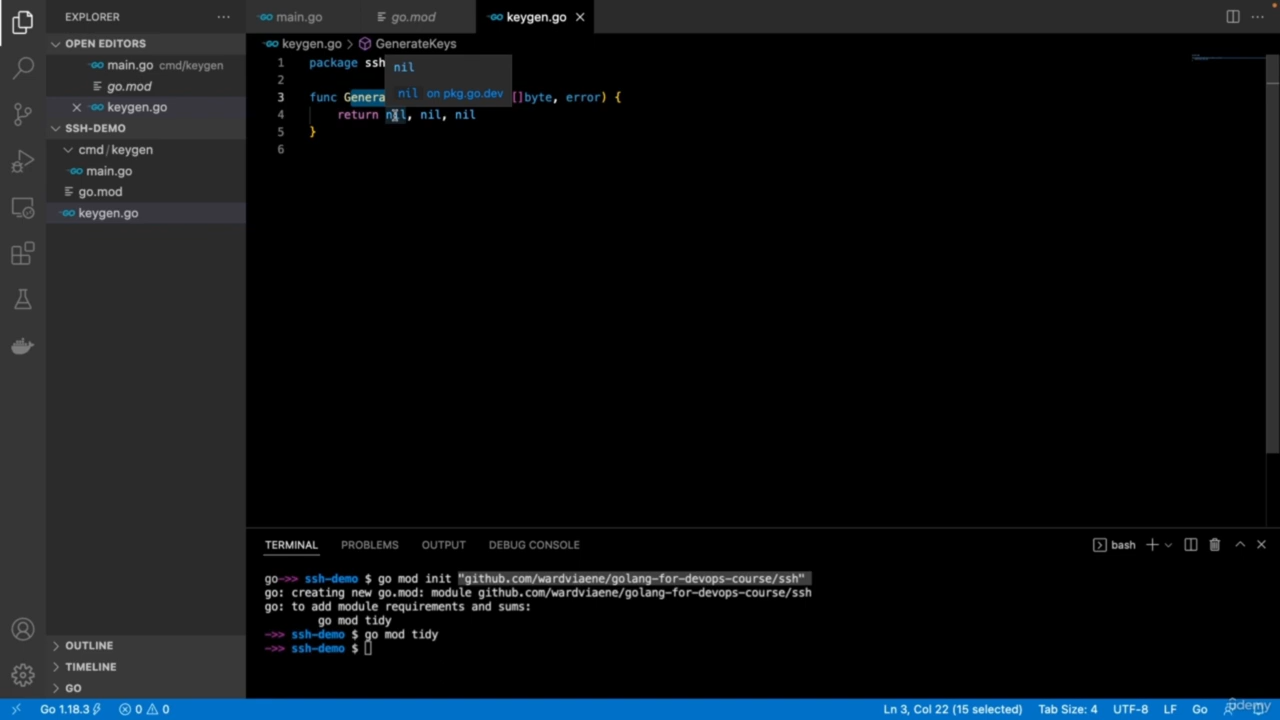 EXPLORER
OPEN EDITORS
main.go cmd/keygen
go.mod
keygen.go
SSH-DEMO
cmd/keygen
main.go
go.mod
keygen.go
OUTLINE
TIMELINE
GO
main.go go.mod keygen.go
keygen.go > GenerateKeys
nil
nil on pkg.go.dev
1 package ssh
2
3 func Genera []byte, error) {
4 return nil, nil, nil
5 }
6
TERMINAL PROBLEMS OUTPUT DEBUG CONSOLE
bash
go->> ssh-demo $ go mod init "github.com/wardviaene/golang-for-devops-course/ssh"
go: creating new go.mod: module github.com/wardviaene/golang-for-devops-course/ssh
go: to add module requirements and sums:
go mod tidy
->> ssh-demo $ go mod tidy
->> ssh-demo $
Go 1.18.3 0 0 Ln 3, Col 22 (15 selected) Tab Size: 4 UTF-8 LF Go
ûdemy